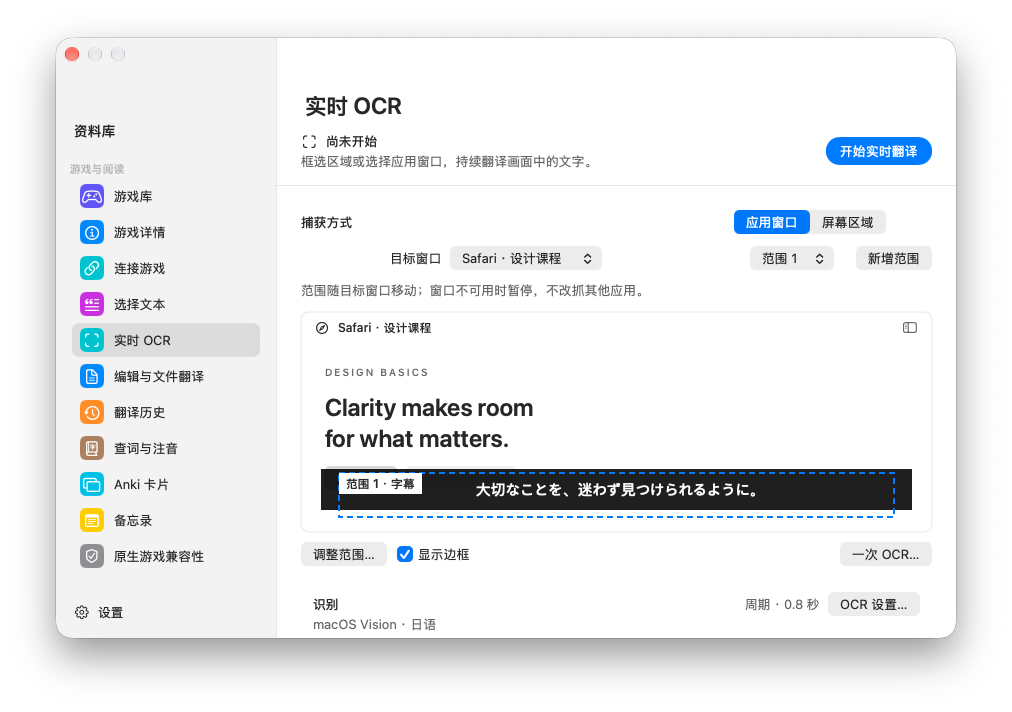 资料库
游戏与阅读
游戏库
游戏详情
连接游戏
选择文本
实时 OCR
编辑与文件翻译
翻译历史
查词与注音
Anki 卡片
备忘录
原生游戏兼容性
设置
实时 OCR
尚未开始
框选区域或选择应用窗口，持续翻译画面中的文字。
开始实时翻译
捕获方式
应用窗口 屏幕区域
目标窗口 Safari · 设计课程 范围 1 新增范围
范围随目标窗口移动；窗口不可用时暂停，不改抓其他应用。
Safari · 设计课程
DESIGN BASICS
Clarity makes room
for what matters.
范围 1 · 字幕
大切なことを、迷わず見つけられるように。
调整范围... 显示边框 一次 OCR...
识别 周期 · 0.8 秒 OCR 设置...
macOS Vision · 日语